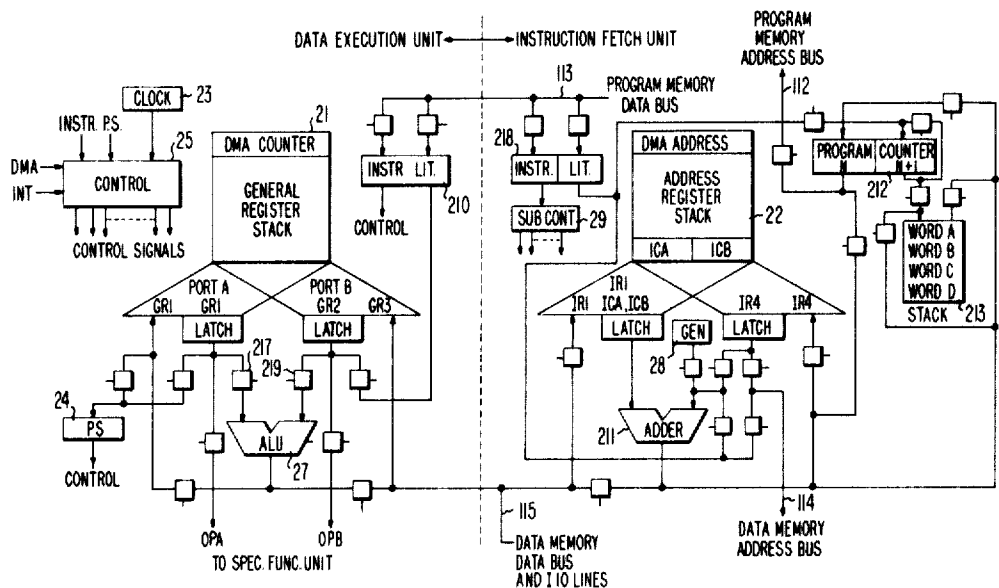 DATA EXECUTION UNIT
INSTRUCTION FETCH UNIT
PROGRAM
MEMORY
ADDRESS BUS
112
113
PROGRAM MEMORY
DATA BUS
CLOCK
23
INSTR. P.S.
25
DMA
INT
CONTROL
CONTROL SIGNALS
21
DMA COUNTER
GENERAL
REGISTER
STACK
INSTR. LIT.
210
CONTROL
218
INSTR. LIT.
SUB CONT.
29
DMA ADDRESS
ADDRESS
REGISTER
STACK
22
ICA ICB
PROGRAM COUNTER
N N+1
212
WORD A
WORD B
WORD C
WORD D
STACK
213
PORT A
GR1 GR1
PORT B
GR2 GR3
LATCH
LATCH
IR1
IR1 ICA, ICB
IR4 IR4
LATCH
GEN
28
LATCH
217
219
24
PS
CONTROL
ALU
27
211
ADDER
115
114
OPA
OPB
TO SPEC. FUNC. UNIT
DATA MEMORY
DATA BUS
AND I IO LINES
DATA MEMORY
ADDRESS BUS